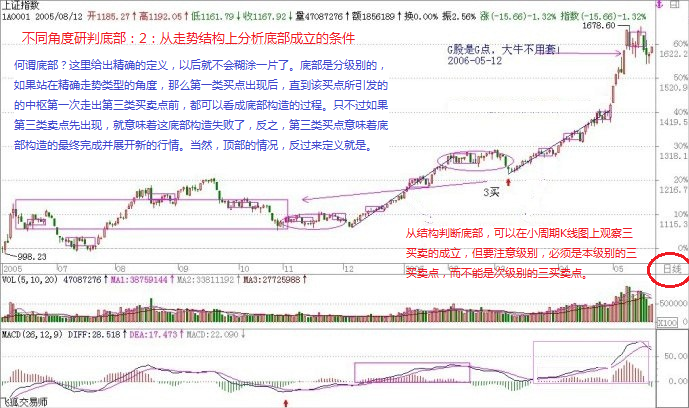 上证指数
1A0001 2005/08/12 开1185.27↑ 高1192.05↑ 低1161.79↓ 收1167.92↓ 量47087276↑ 额1856189↑ 换0.00% 振2.56% 涨(-15.66)-1.32% 指数(-15.66)-1.32%
不同角度研判底部：2：从走势结构上分析底部成立的条件
1678.60
60%
G股是G点，大牛不用套！
2006-05-12
1622.2
何谓底部？这里给出精确的定义，以后就不会糊涂一片了。底部是分级别的，
如果站在精确走势类型的角度，那么第一类买点出现后，直到该买点所引发的
的中枢第一次走出第三类买卖点前，都可以看成底部构造的过程。只不过如果
第三类卖点先出现，就意味着这底部构造失败了，反之，第三类买点意味着底
部构造的最终完成并展开新的行情。当然，顶部的情况，反过来定义就是。
1520.9
40%
1419.5
1318.1
20%
1216.7
3买
1115.3
从结构判断底部，可以在小周期K线图上观察三
买卖的成立，但要注意级别，必须是本级别的三
买卖点，而不能是次级别的三买卖点。
0%
998.23
2005 07 08 09 10 11 12 05 日线
VOL(5,10,20) 47087276↑ MA1:38759144↑ MA2:33811192↑ MA3:27725988↑
500000
X100
MACD(26,12,9) DIFF:28.518↑ DEA:17.473↑ MACD:22.090↓
飞狐交易师